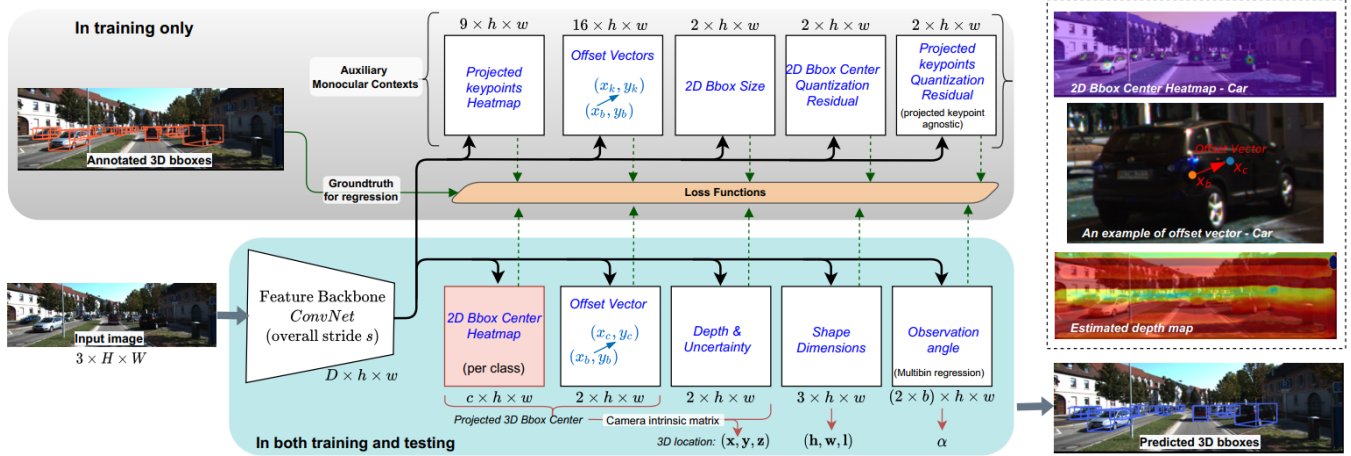 In training only
Annotated 3D bboxes
Groundtruth
for regression
Auxiliary
Monocular Contexts
9 × h × w
Projected
keypoints
Heatmap
16 × h × w
Offset Vectors
(x_k, y_k)
(x_b, y_b)
2 × h × w
2D Bbox Size
2 × h × w
2D Bbox Center
Quantization
Residual
2 × h × w
Projected
keypoints
Quantization
Residual
(projected keypoint
agnostic)
Loss Functions
Input image
3 × H × W
Feature Backbone
ConvNet
(overall stride s)
D × h × w
2D Bbox Center
Heatmap
(per class)
c × h × w
Offset Vector
(x_c, y_c)
(x_b, y_b)
2 × h × w
Depth &
Uncertainty
2 × h × w
Shape
Dimensions
3 × h × w
Observation
angle
(Multibin regression)
(2 × b) × h × w
Projected 3D Bbox Center
Camera intrinsic matrix
3D location: (x, y, z)
(h, w, l)
α
In both training and testing
2D Bbox Center Heatmap - Car
Offset Vector
x_b
x_c
An example of offset vector - Car
Estimated depth map
Predicted 3D bboxes